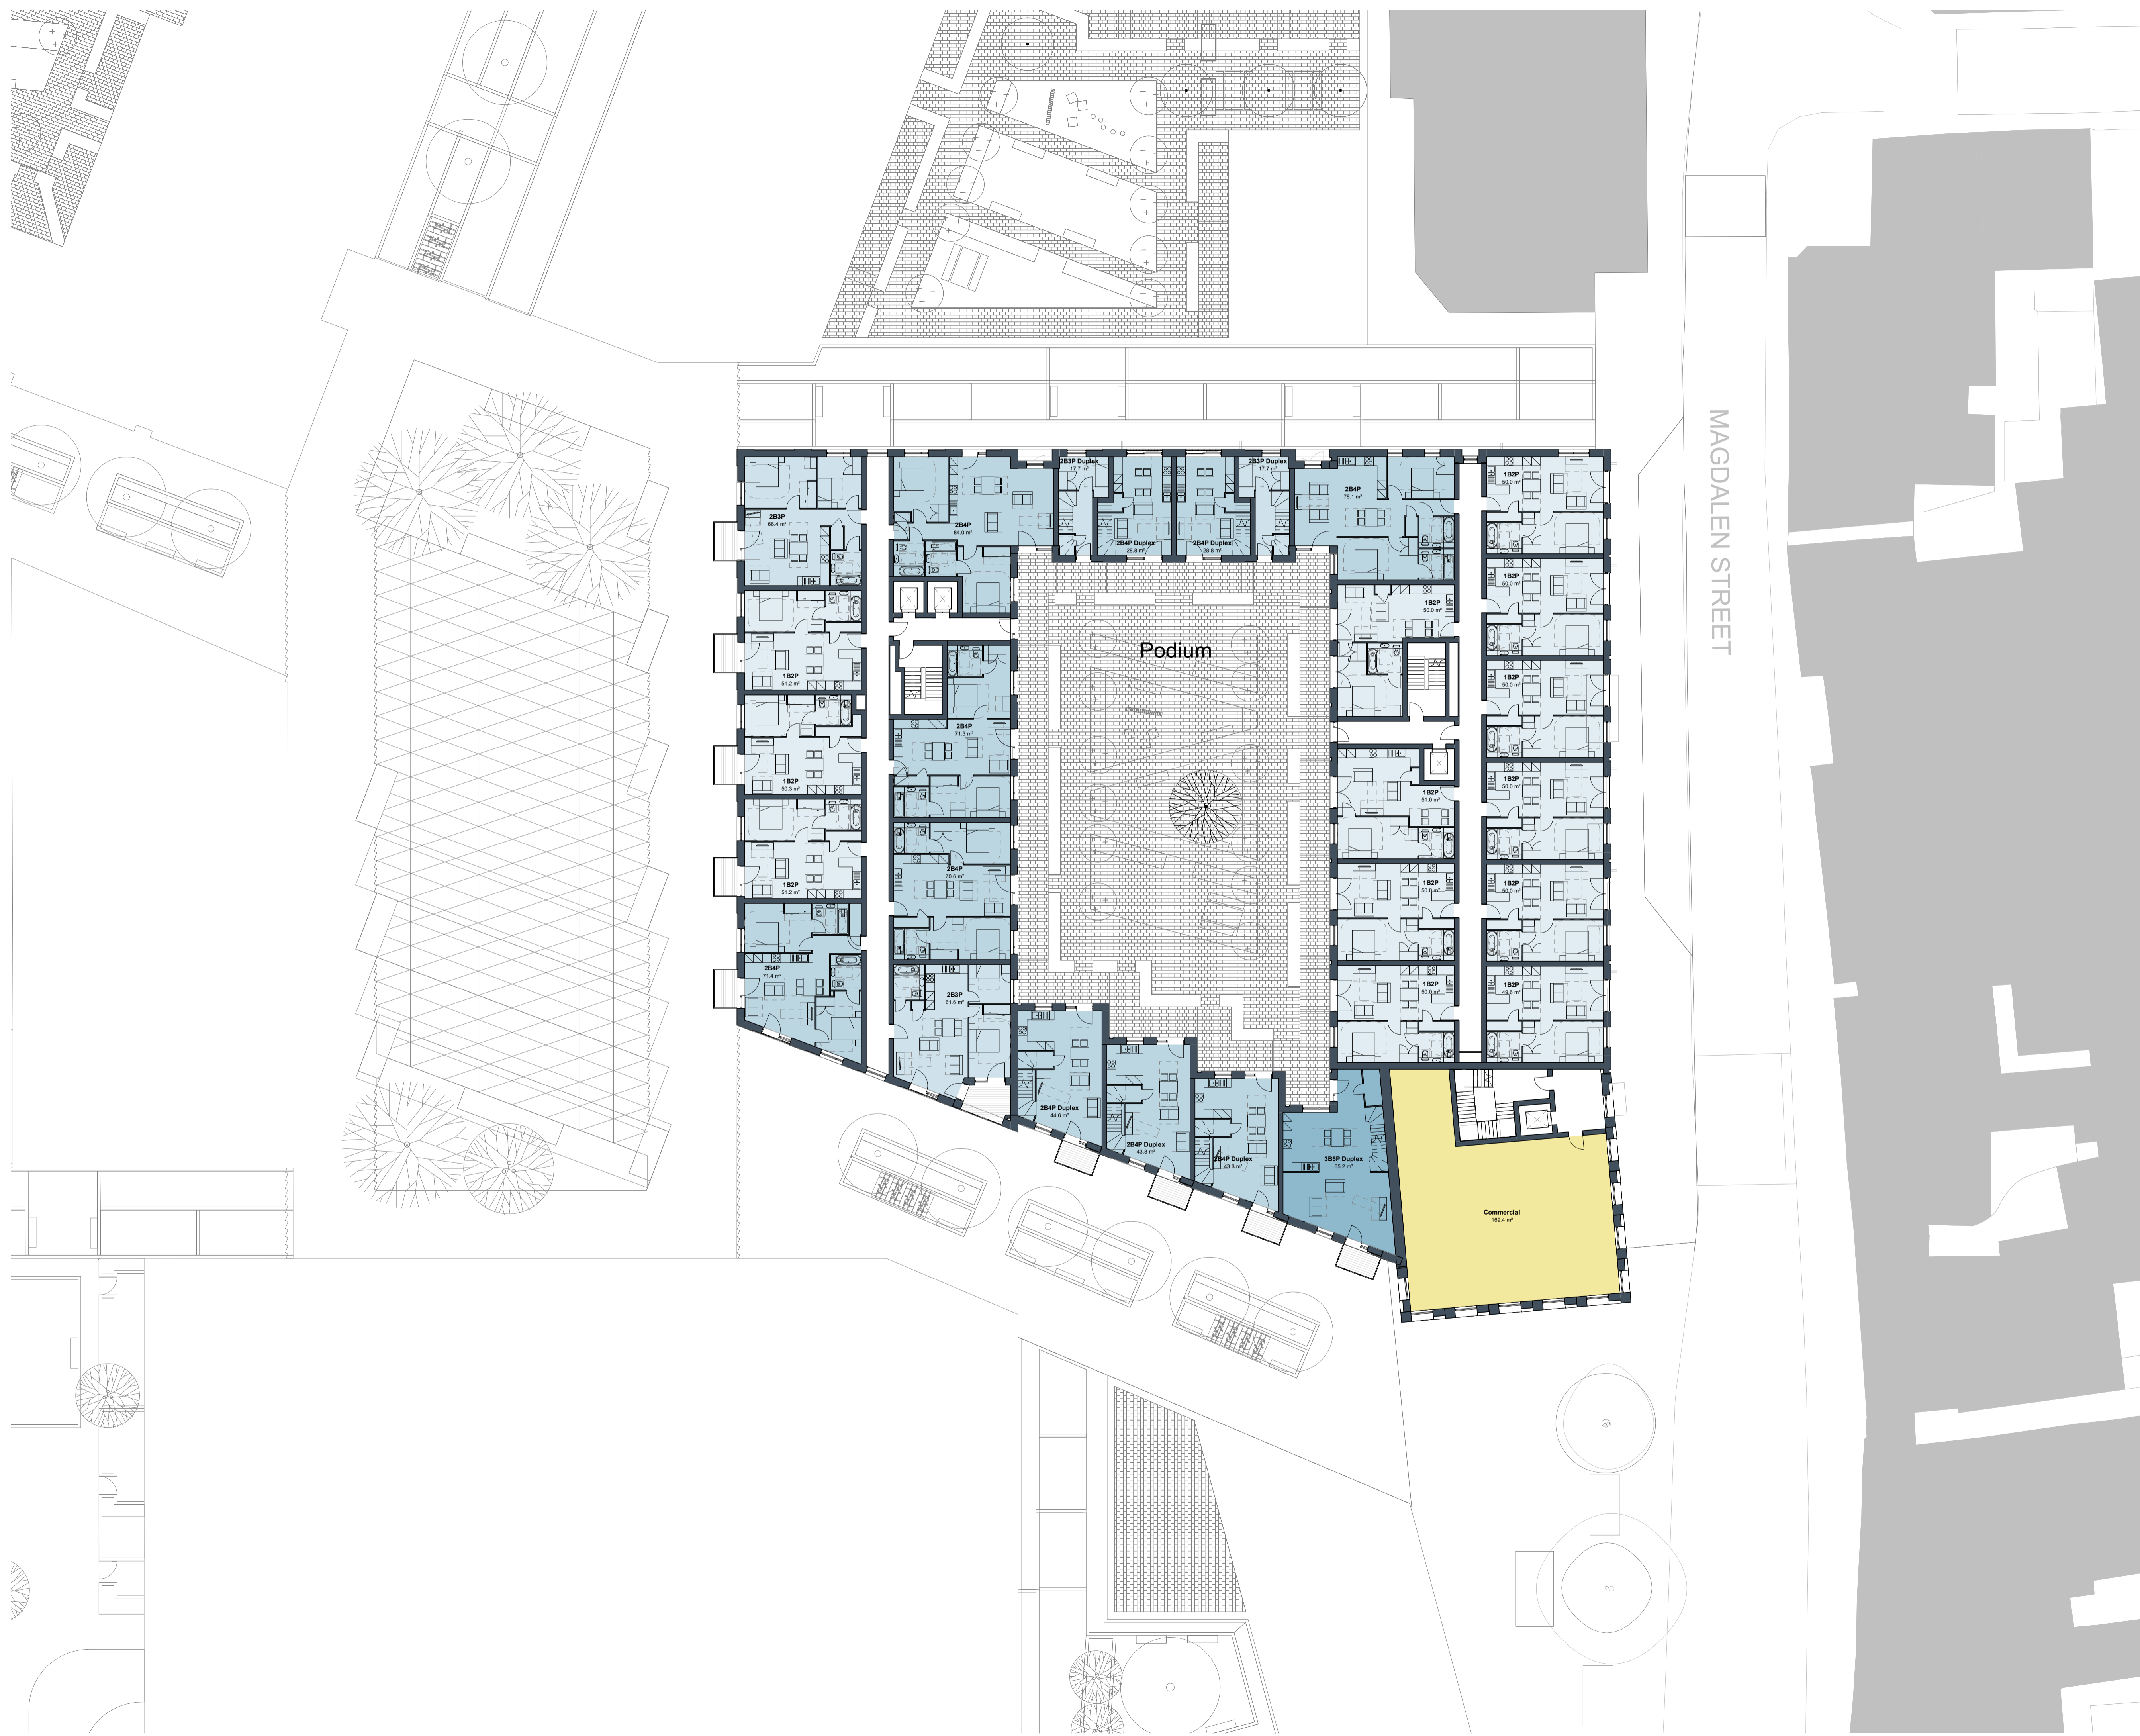 2B3P Duplex
17.7 m²
2B3P Duplex
17.7 m²
1B2P
50.0 m²
2B4P
78.1 m²
2B3P
66.4 m²
2B4P
84.0 m²
2B4P Duplex
28.8 m²
2B4P Duplex
28.8 m²
MAGDALEN STREET
1B2P
50.0 m²
1B2P
50.0 m²
Podium
1B2P
51.2 m²
1B2P
50.0 m²
2B4P
71.3 m²
1B2P
50.3 m²
1B2P
51.0 m²
1B2P
50.0 m²
2B4P
70.6 m²
1B2P
51.2 m²
1B2P
50.0 m²
1B2P
50.0 m²
2B4P
71.4 m²
2B3P
61.6 m²
1B2P
50.0 m²
1B2P
49.6 m²
2B4P Duplex
44.6 m²
2B4P Duplex
43.8 m²
2B4P Duplex
43.3 m²
3B5P Duplex
65.2 m²
Commercial
169.4 m²